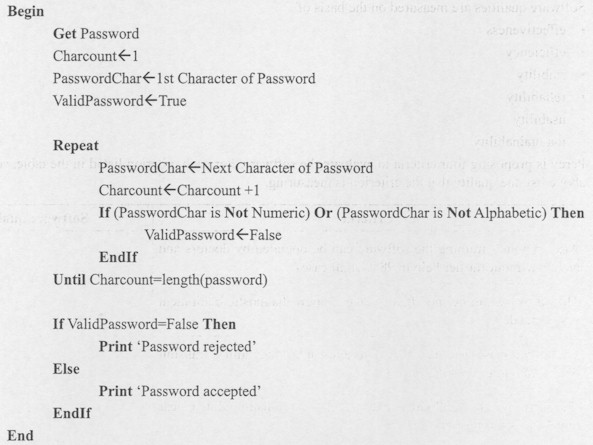 Begin
Get Password
Charcount←1
PasswordChar←1st Character of Password
ValidPassword←True
Repeat
PasswordChar←Next Character of Password
Charcount←Charcount +1
If (PasswordChar is Not Numeric) Or (PasswordChar is Not Alphabetic) Then
ValidPassword←False
EndIf
Until Charcount=length(password)
If ValidPassword=False Then
Print ‘Password rejected’
Else
Print ‘Password accepted’
EndIf
End